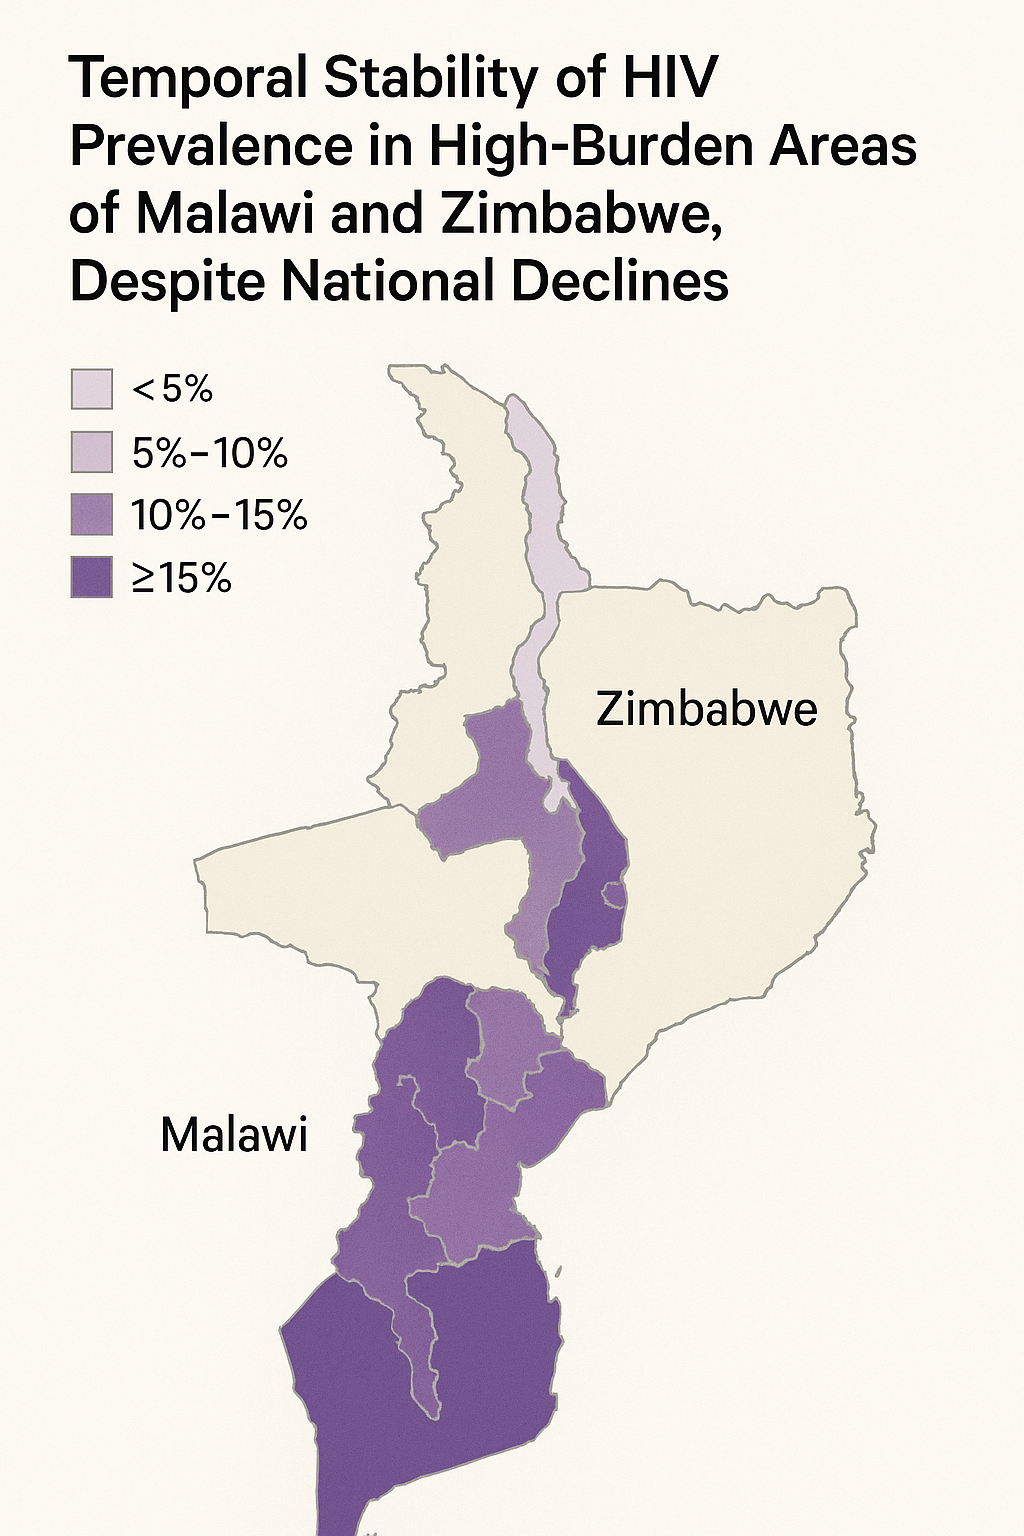 Temporal Stability of HIV
Prevalence in High-Burden Areas
of Malawi and Zimbabwe,
Despite National Declines
<5%
5%–10%
10%–15%
≥15%
Zimbabwe
Malawi